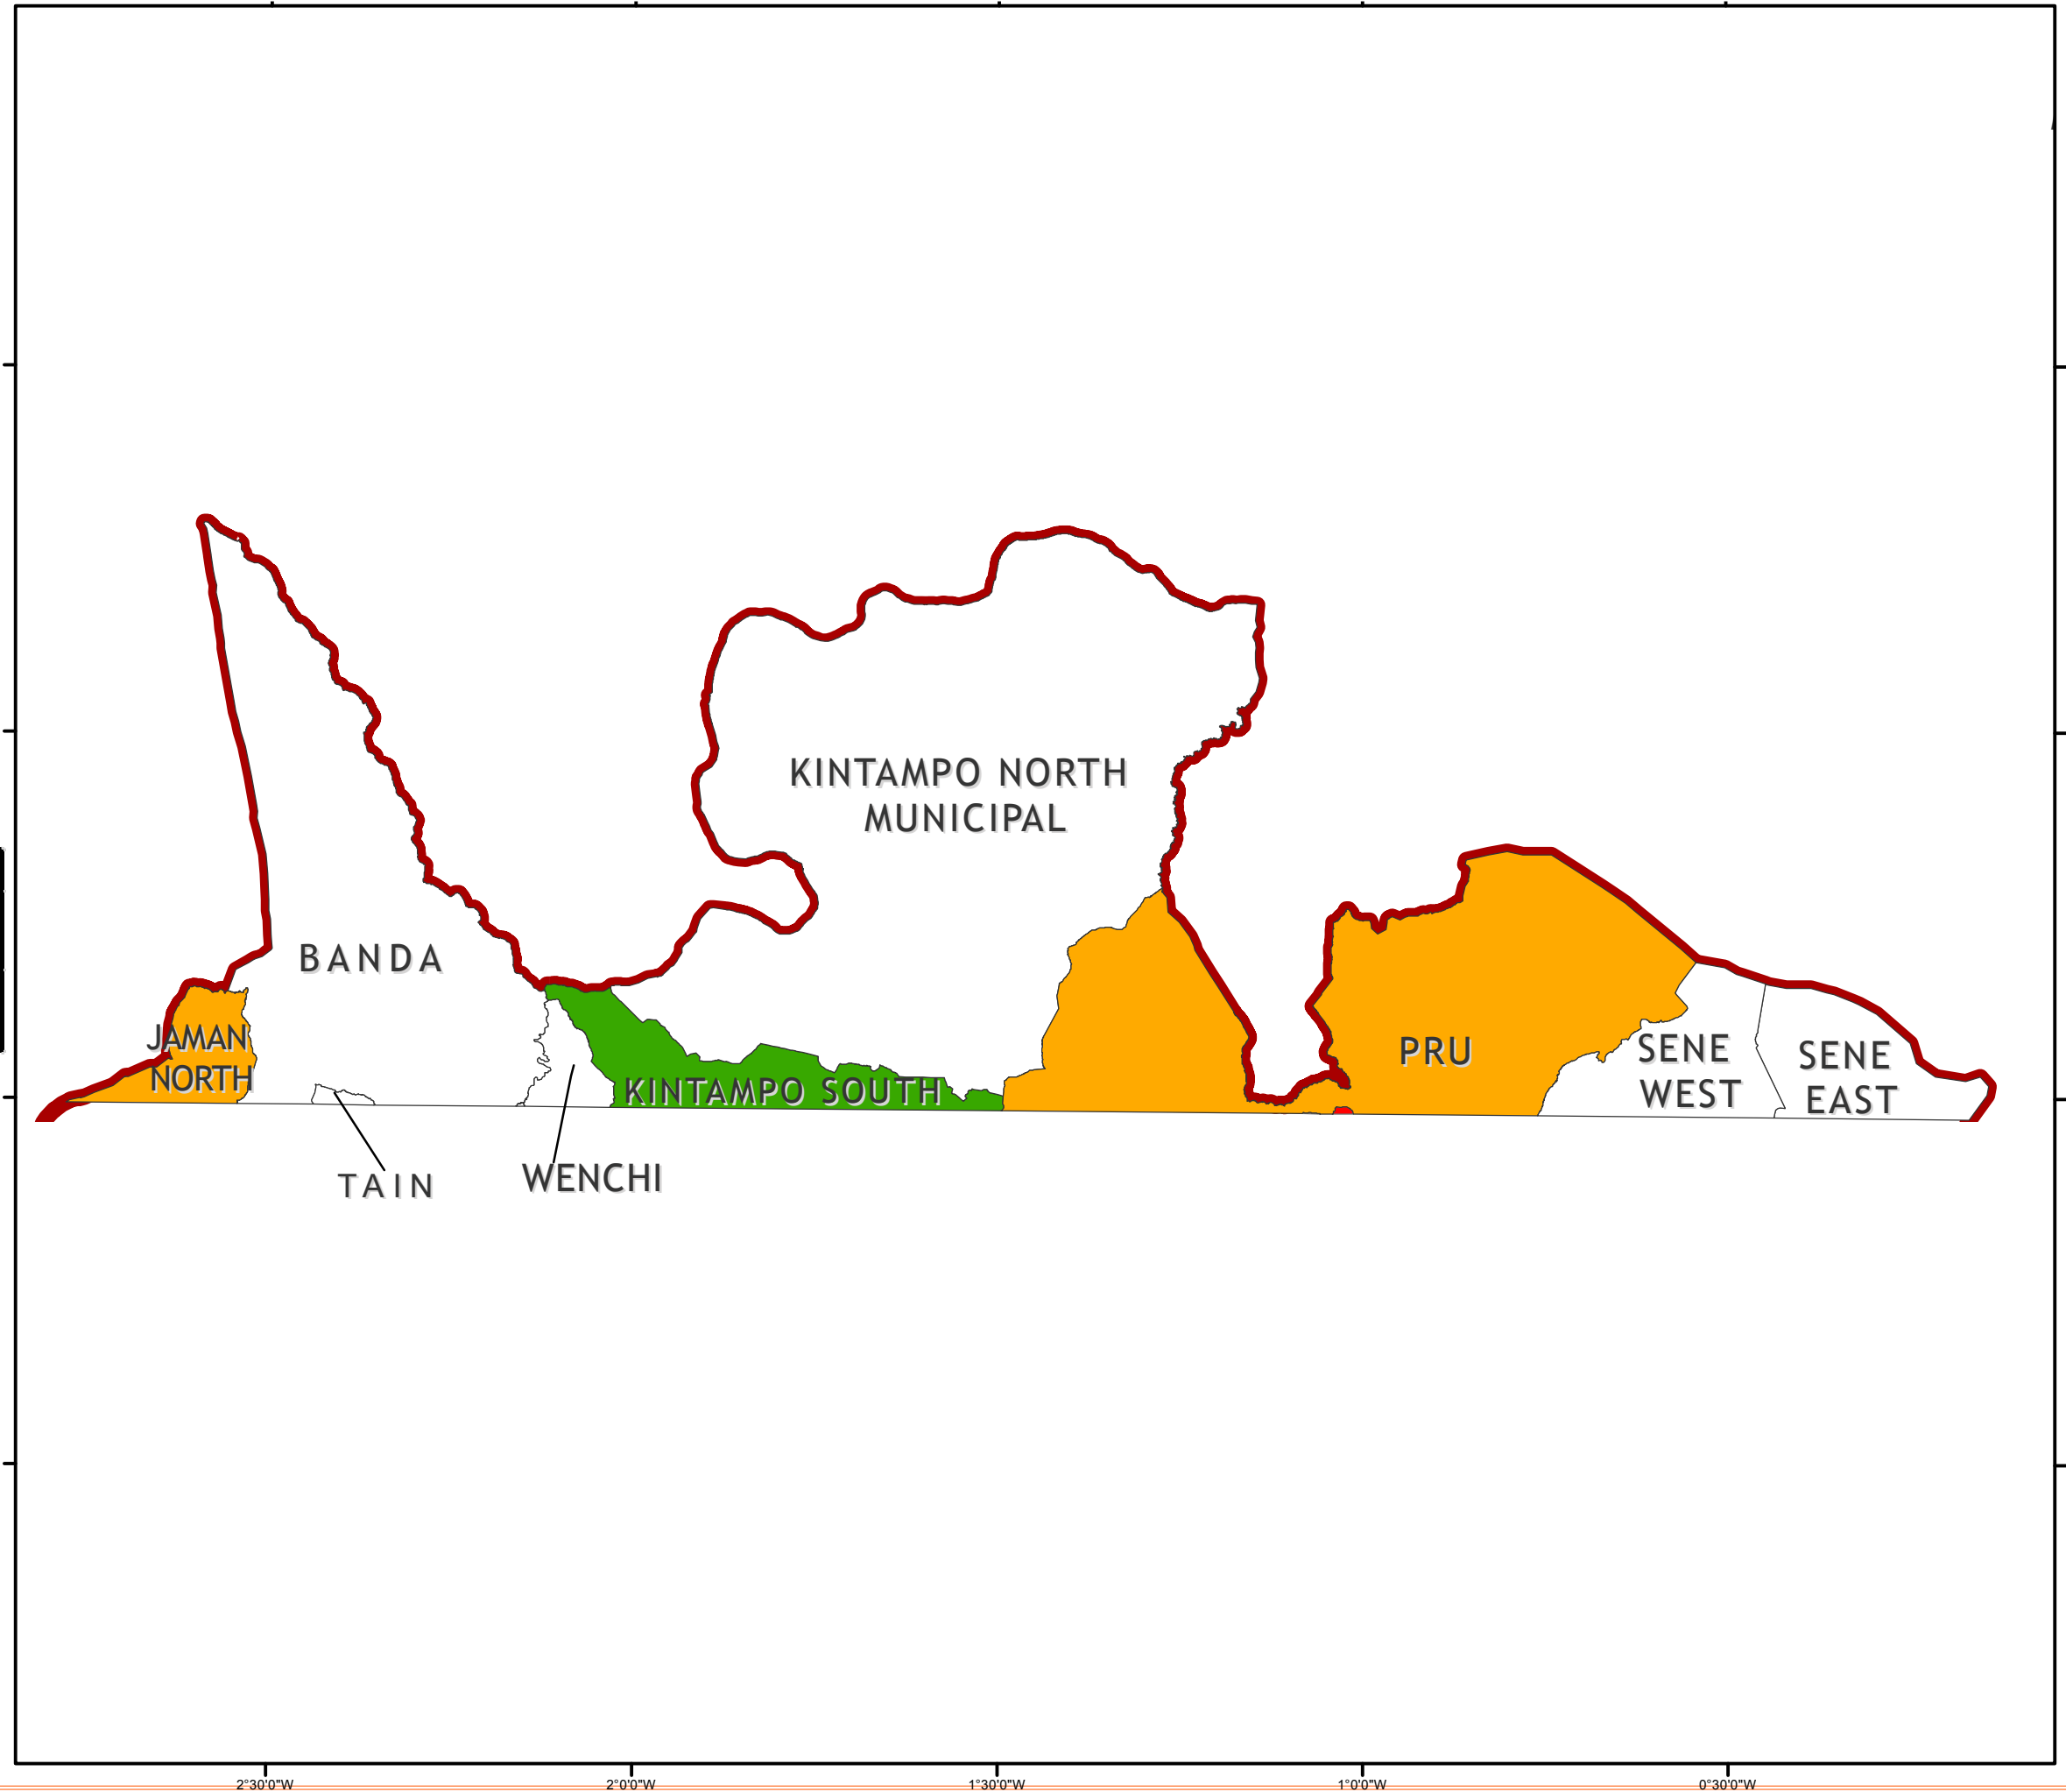 KINTAMPO NORTH
MUNICIPAL
BANDA
JAMAN
NORTH
KINTAMPO SOUTH
PRU
SENE
WEST
SENE
EAST
TAIN
WENCHI
2°30'0"W
2°0'0"W
1°30'0"W
1°0'0"W
0°30'0"W